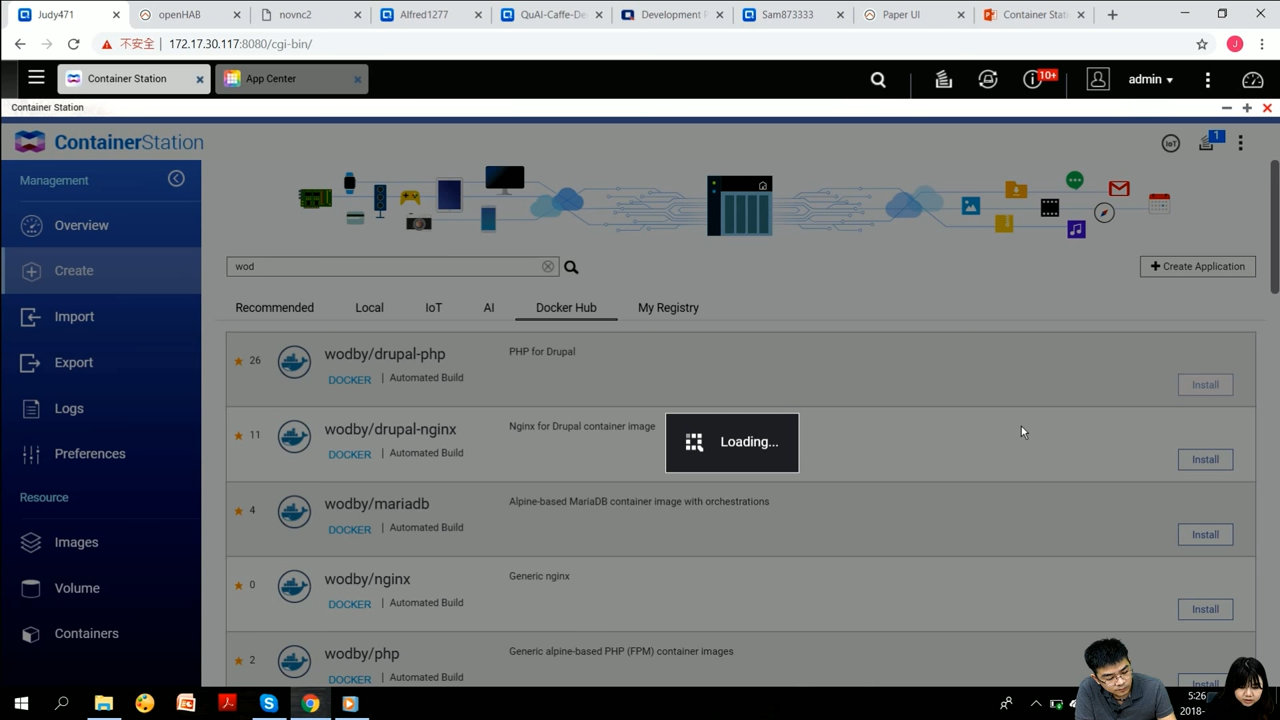 Judy471
openHAB
novnc2
Alfred1277
QuAI-Caffe-De
Development P
Sam873333
Paper UI
Container Stati
不安全 172.17.30.117:8080/cgi-bin/
J
Container Station
App Center
10+
admin
Container Station
ContainerStation
IoT
1
Management
Overview
Create
Import
Export
Logs
Preferences
Resource
Images
Volume
Containers
wod
Create Application
Recommended
Local
IoT
AI
Docker Hub
My Registry
26
wodby/drupal-php
PHP for Drupal
DOCKER | Automated Build
Install
11
wodby/drupal-nginx
Nginx for Drupal container image
DOCKER | Automated Build
Install
Loading...
4
wodby/mariadb
Alpine-based MariaDB container image with orchestrations
DOCKER | Automated Build
Install
0
wodby/nginx
Generic nginx
DOCKER | Automated Build
Install
2
wodby/php
Generic alpine-based PHP (FPM) container images
DOCKER | Automated Build
Install
5:26
2018-